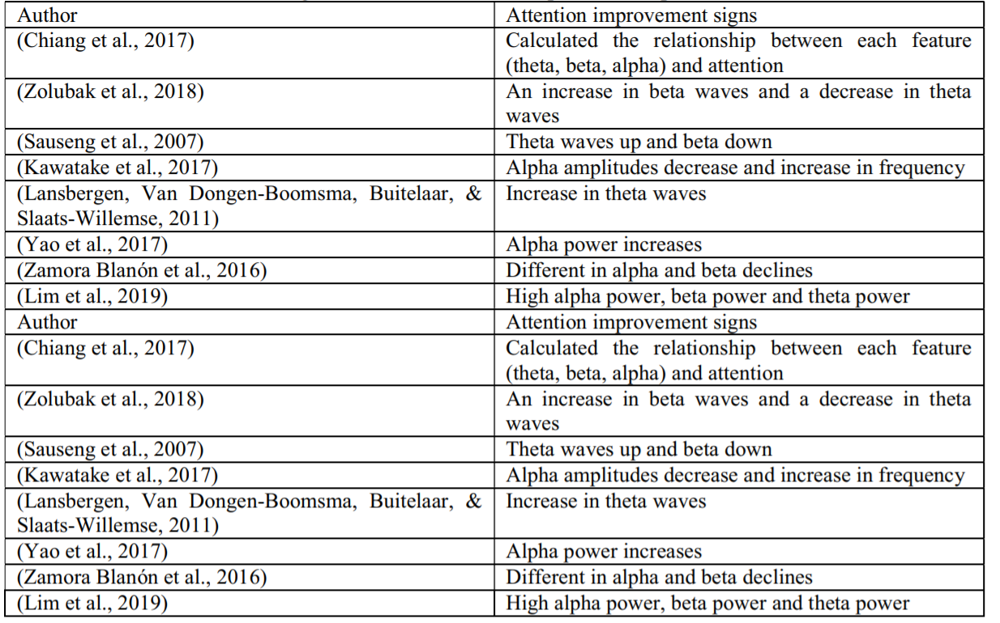 Author Attention improvement signs
(Chiang et al., 2017) Calculated the relationship between each feature
(theta, beta, alpha) and attention
(Zolubak et al., 2018) An increase in beta waves and a decrease in theta
waves
(Sauseng et al., 2007) Theta waves up and beta down
(Kawatake et al., 2017) Alpha amplitudes decrease and increase in frequency
(Lansbergen, Van Dongen-Boomsma, Buitelaar, & Increase in theta waves
Slaats-Willemse, 2011)
(Yao et al., 2017) Alpha power increases
(Zamora Blanón et al., 2016) Different in alpha and beta declines
(Lim et al., 2019) High alpha power, beta power and theta power
Author Attention improvement signs
(Chiang et al., 2017) Calculated the relationship between each feature
(theta, beta, alpha) and attention
(Zolubak et al., 2018) An increase in beta waves and a decrease in theta
waves
(Sauseng et al., 2007) Theta waves up and beta down
(Kawatake et al., 2017) Alpha amplitudes decrease and increase in frequency
(Lansbergen, Van Dongen-Boomsma, Buitelaar, & Increase in theta waves
Slaats-Willemse, 2011)
(Yao et al., 2017) Alpha power increases
(Zamora Blanón et al., 2016) Different in alpha and beta declines
(Lim et al., 2019) High alpha power, beta power and theta power